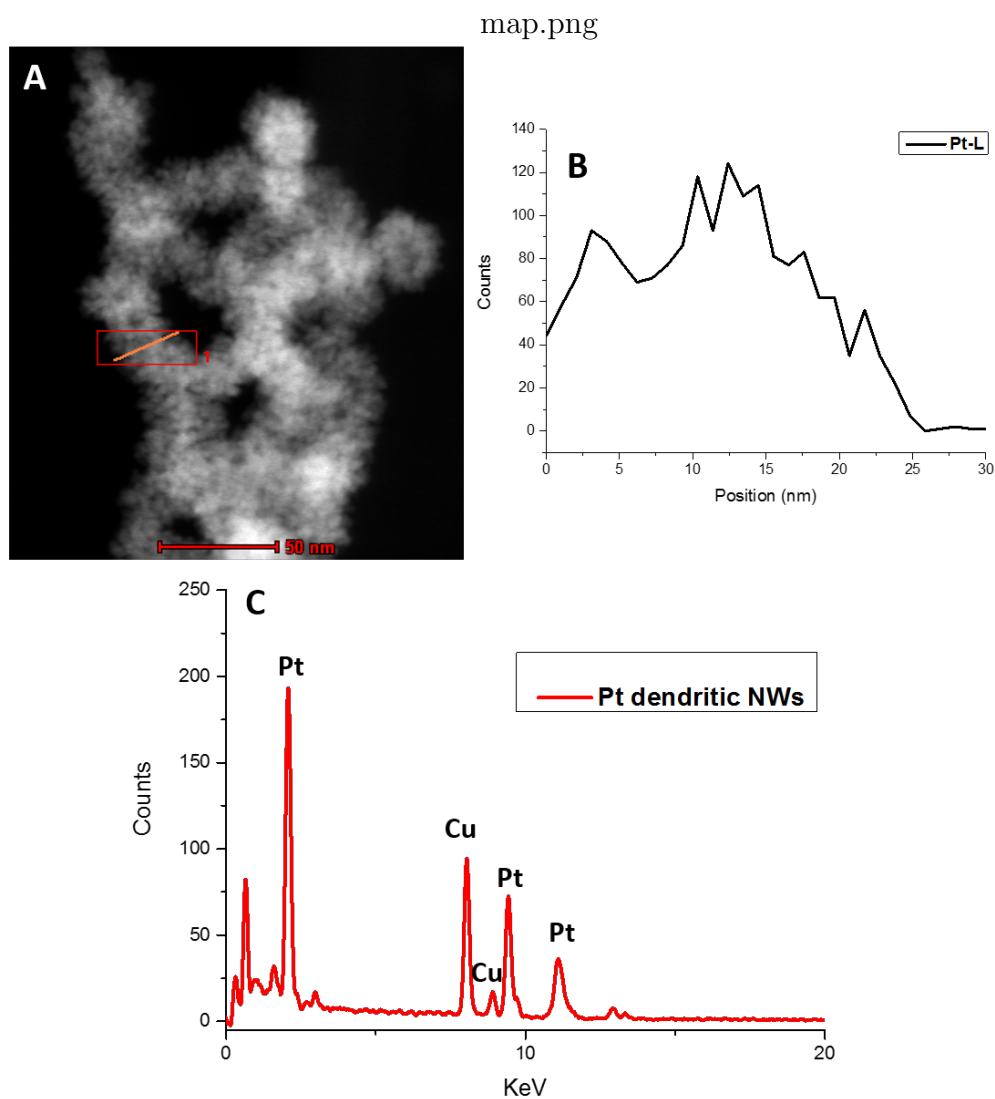 map.png
A
1
50 nm
B
Pt-L
140
120
100
80
60
40
20
0
Counts
0 5 10 15 20 25 30
Position (nm)
C
250
200
150
100
50
0
Counts
Pt
Cu
Cu
Pt
Pt
Pt dendritic NWs
0 10 20
KeV